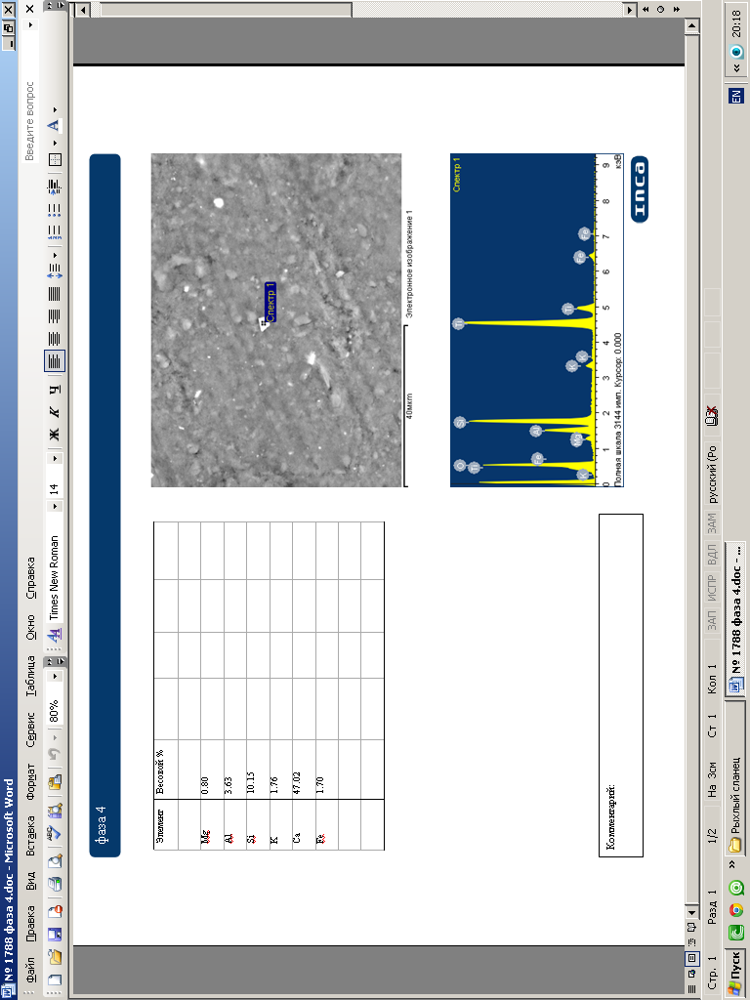 № 1788 фаза 4.doc - Microsoft Word
Файл Правка Вид Вставка Формат Сервис Таблица Окно Справка
Введите вопрос
80%
Times New Roman
14
Ж К Ч
фаза 4
Элемент Весовой %
Mg 0.80
Al 3.63
Si 10.15
K 1.76
Ca 47.02
Fe 1.70
Спектр 1
40мкm Электронное изображение 1
Спектр 1
O
Ti
K
Fe
Mg
Al
Si
K
K
Ti
Ti
Fe
Fe
0 1 2 3 4 5 6 7 8 9
Полная шкала 3144 имп. Курсор: 0.000 кэВ
INCA
Комментарий:
Стр. 1 Разд 1 1/2 На 3см Ст 1 Кол 1 ЗАП ИСПР ВДЛ ЗАМ русский (Ро
Пуск
Рыхлый сланец
№ 1788 фаза 4.doc - ...
EN
20:18